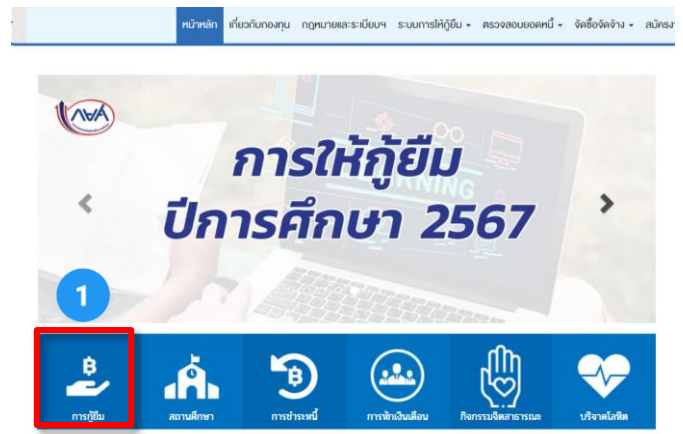 หน้าหลัก เกี่ยวกับกองทุน กฎหมายและระเบียบฯ ระบบการให้กู้ยืม ตรวจสอบยอดหนี้ จัดซื้อจัดจ้าง
กยศ
การให้กู้ยืม
ปีการศึกษา 2567
1
การกู้ยืม สถานศึกษา การชำระหนี้ การหักเงินเดือน กิจกรรมจิตสาธารณะ บริจาคโลหิต